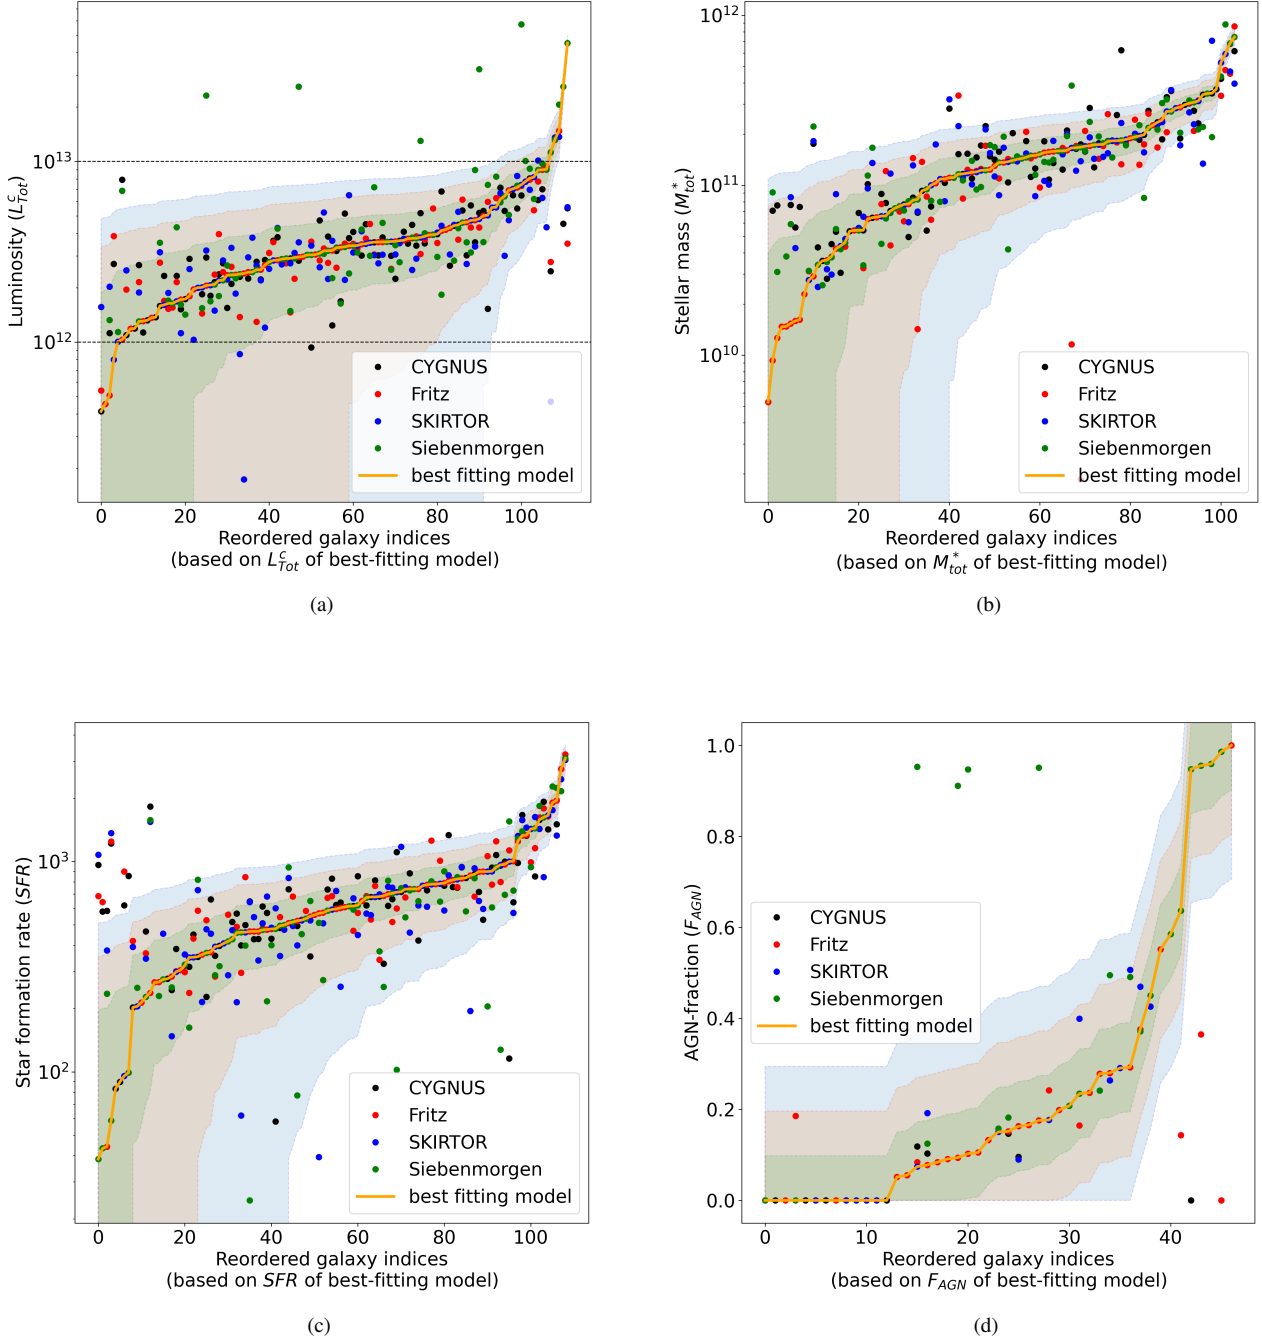 Luminosity (L^c_Tot)
10^13
10^12
CYGNUS
Fritz
SKIRTOR
Siebenmorgen
best fitting model
0 20 40 60 80 100
Reordered galaxy indices
(based on L^c_Tot of best-fitting model)
(a)
Stellar mass (M^*_tot)
10^12
10^11
10^10
CYGNUS
Fritz
SKIRTOR
Siebenmorgen
best fitting model
0 20 40 60 80 100
Reordered galaxy indices
(based on M^*_tot of best-fitting model)
(b)
Star formation rate (SFR)
10^3
10^2
CYGNUS
Fritz
SKIRTOR
Siebenmorgen
best fitting model
0 20 40 60 80 100
Reordered galaxy indices
(based on SFR of best-fitting model)
(c)
AGN-fraction (F_AGN)
1.0
0.8
0.6
0.4
0.2
0.0
CYGNUS
Fritz
SKIRTOR
Siebenmorgen
best fitting model
0 10 20 30 40
Reordered galaxy indices
(based on F_AGN of best-fitting model)
(d)